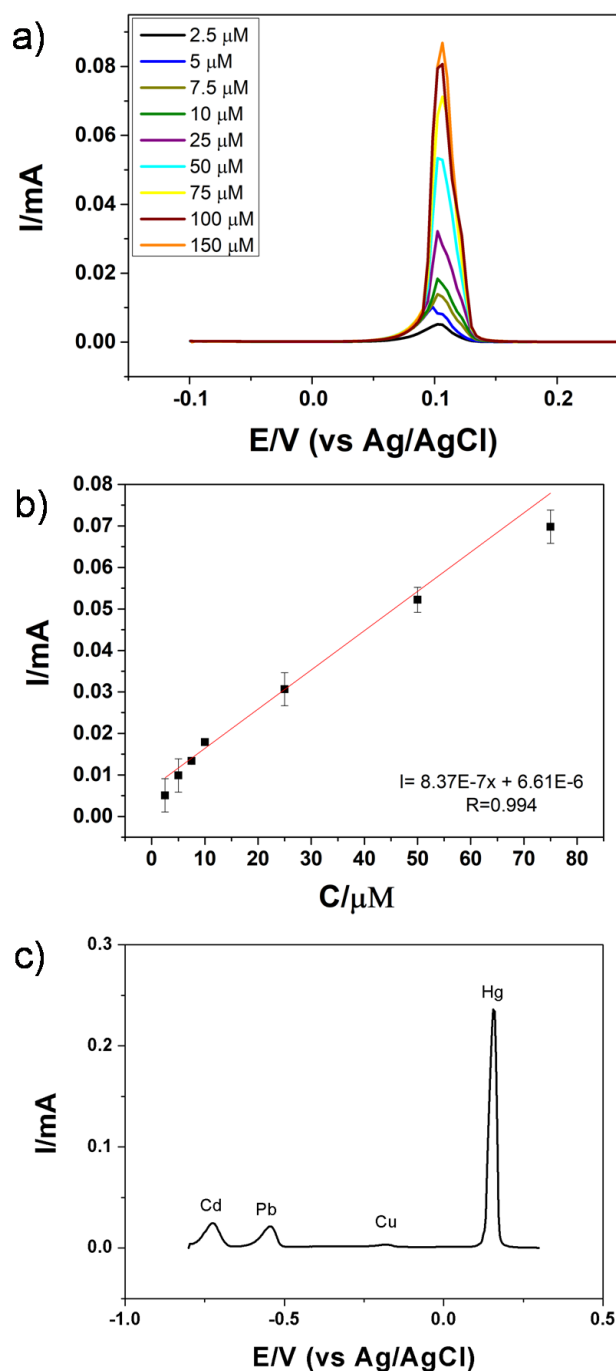 a)
2.5 μM
5 μM
7.5 μM
10 μM
25 μM
50 μM
75 μM
100 μM
150 μM
0.08
0.06
0.04
0.02
0.00
I/mA
-0.1 0.0 0.1 0.2
E/V (vs Ag/AgCl)
b)
0.08
0.07
0.06
0.05
0.04
0.03
0.02
0.01
0.00
I/mA
I= 8.37E-7x + 6.61E-6
R=0.994
0 10 20 30 40 50 60 70 80
C/μM
c)
0.3
0.2
0.1
0.0
I/mA
Hg
Cd
Pb
Cu
-1.0 -0.5 0.0 0.5
E/V (vs Ag/AgCl)